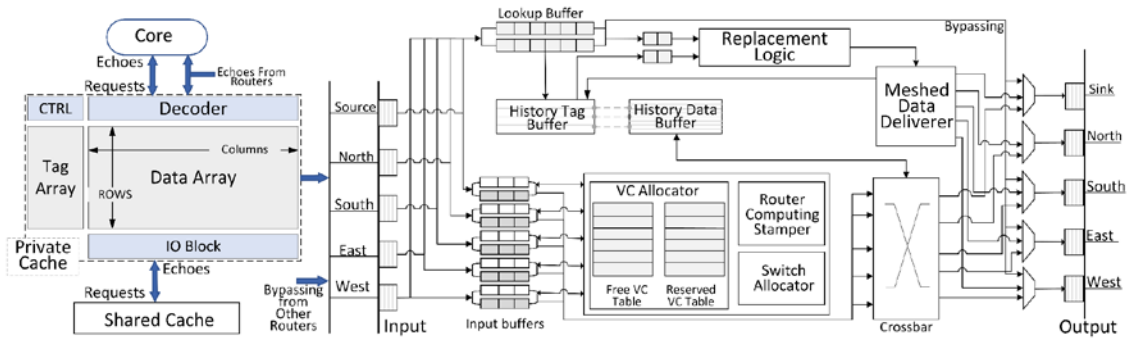 Core
Echoes
Requests
Echoes From
Routers
CTRL
Decoder
Tag
Array
Columns
ROWS
Data Array
Private
Cache
IO Block
Echoes
Requests
Shared Cache
Bypassing
from
Other
Routers
Source
North
South
East
West
Input
Lookup Buffer
Bypassing
Replacement
Logic
History Tag
Buffer
History Data
Buffer
Meshed
Data
Deliverer
Input buffers
VC Allocator
Free VC
Table
Reserved
VC Table
Router
Computing
Stamper
Switch
Allocator
Crossbar
Sink
North
South
East
West
Output